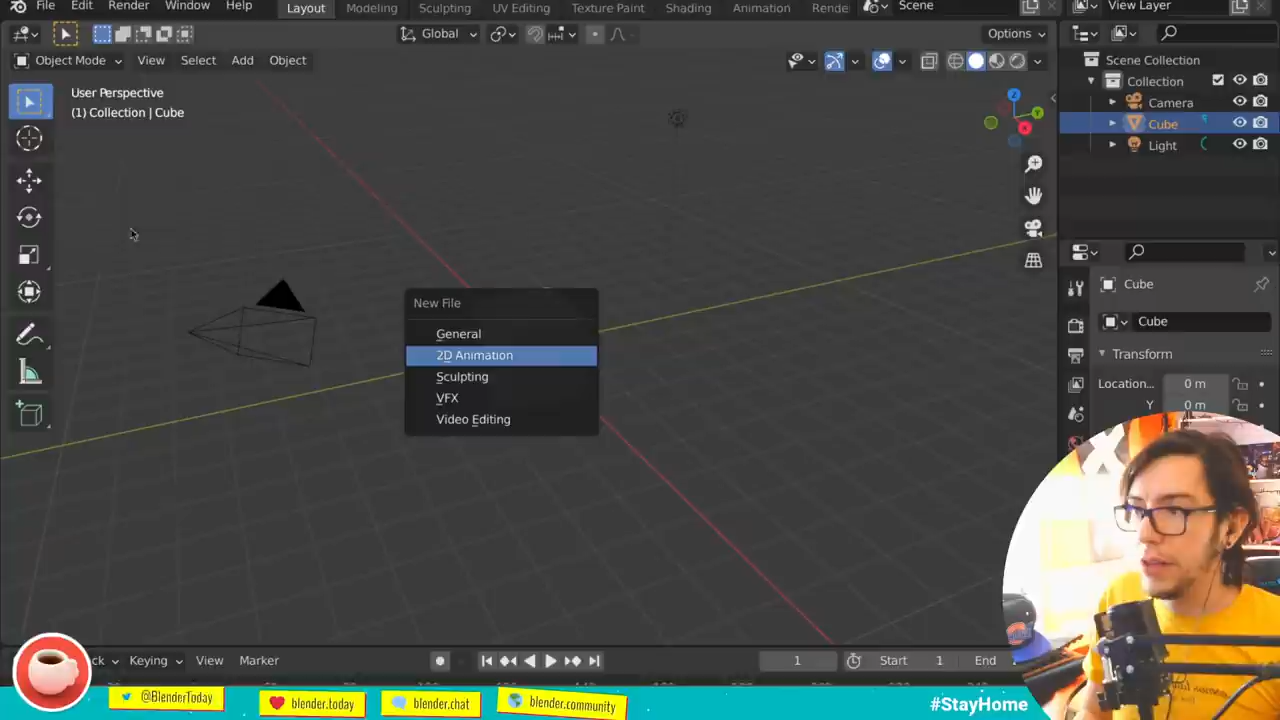 File Edit Render Window Help Layout Modeling Sculpting UV Editing Texture Paint Shading Animation Rende Scene View Layer
Global Options
Object Mode View Select Add Object
User Perspective
(1) Collection | Cube
Scene Collection
Collection
Camera
Cube
Light
New File
General
2D Animation
Sculpting
VFX
Video Editing
Cube
Cube
Transform
Location... 0 m
Y 0 m
Keying View Marker 1 Start 1 End
@BlenderToday blender.today blender.chat blender.community #StayHome